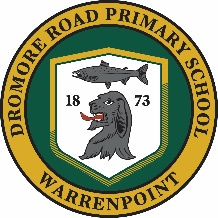 DROMORE ROAD PRIMARY SCHOOL
18 73
WARRENPOINT